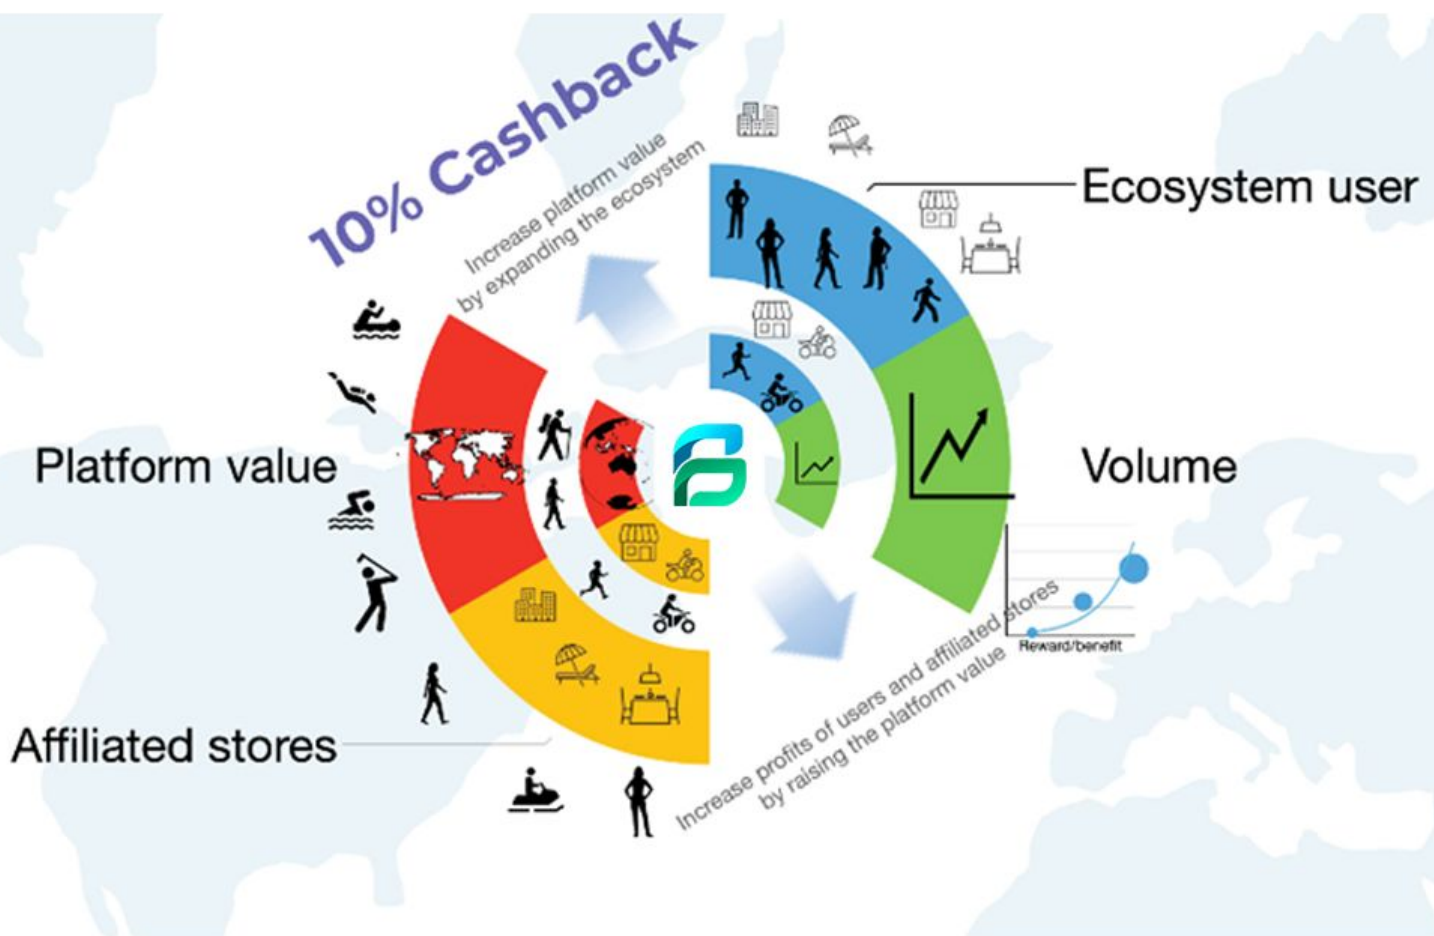 10% Cashback
Increase platform value
by expanding the ecosystem
Ecosystem user
Platform value
Volume
Reward/benefit
Affiliated stores
Increase profits of users and affiliated stores
by raising the platform value